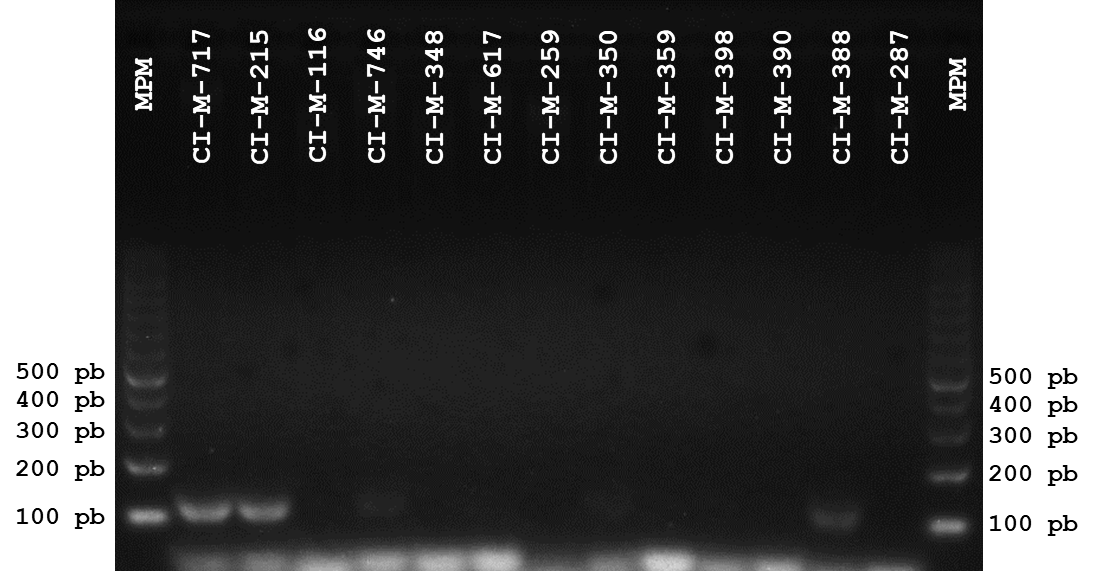 MPM
CI-M-717
CI-M-215
CI-M-116
CI-M-746
CI-M-348
CI-M-617
CI-M-259
CI-M-350
CI-M-359
CI-M-398
CI-M-390
CI-M-388
CI-M-287
MPM
500 pb
400 pb
300 pb
200 pb
100 pb
500 pb
400 pb
300 pb
200 pb
100 pb